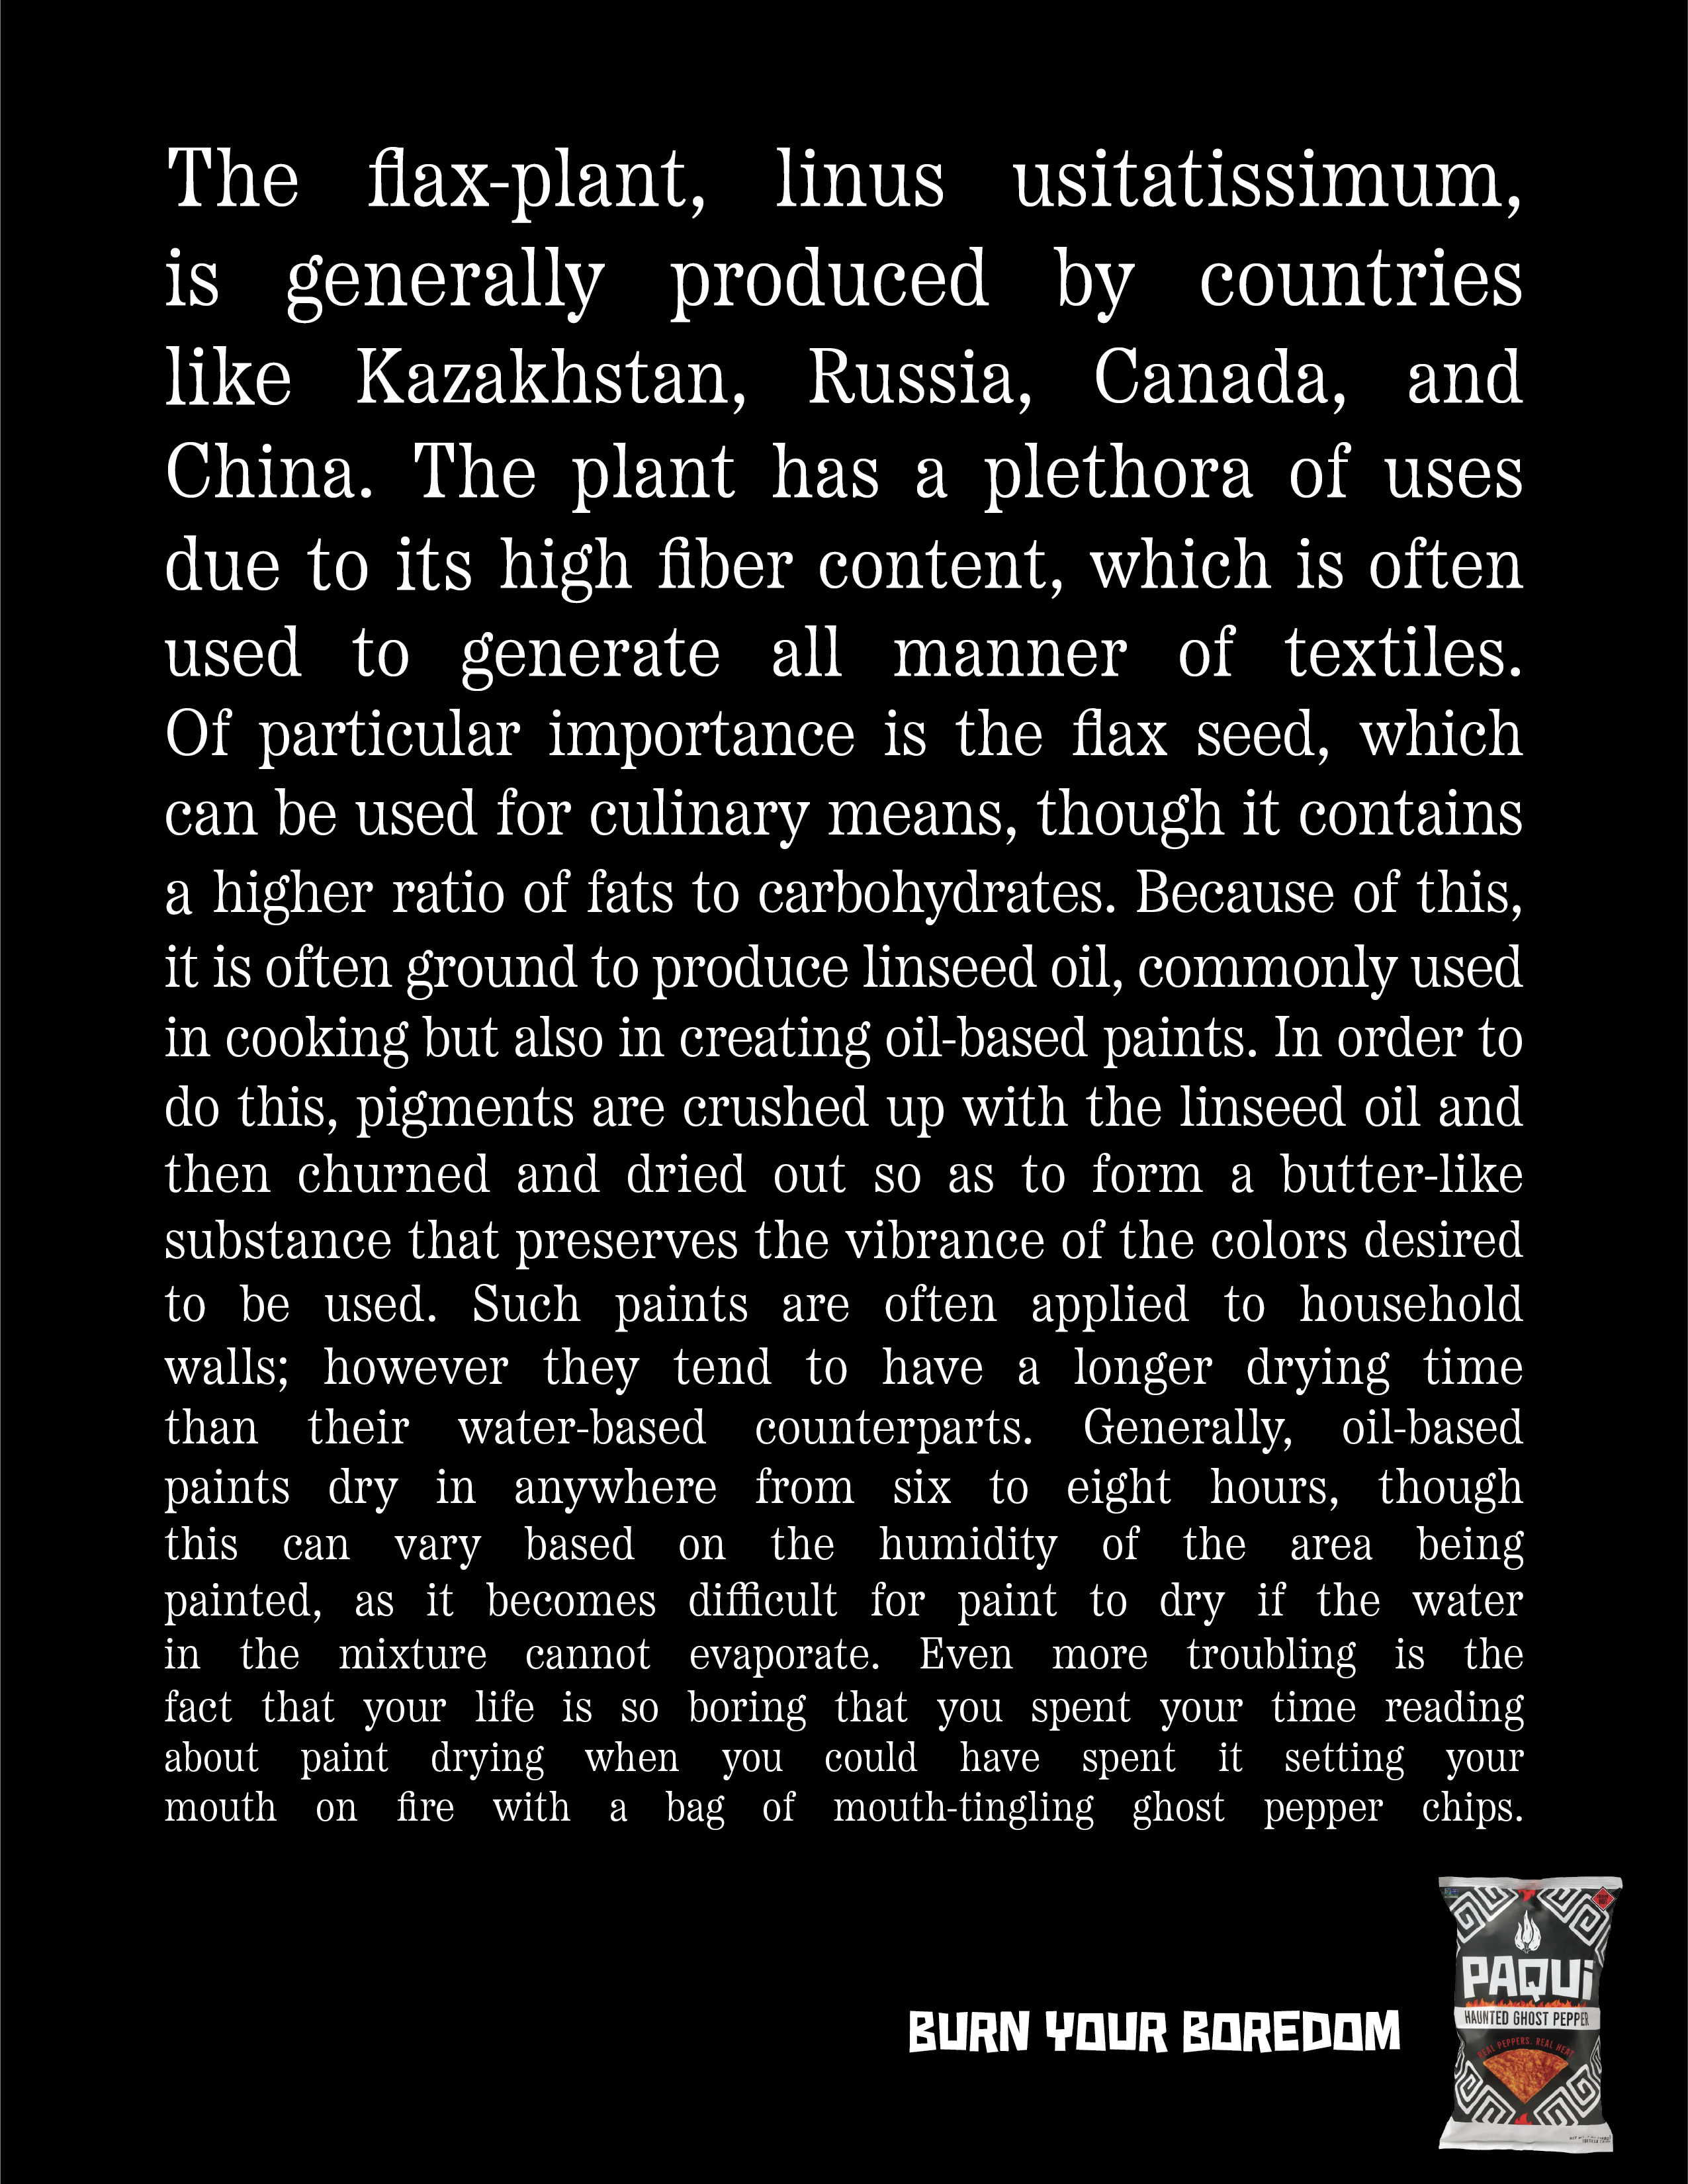 The flax-plant, linus usitatissimum,
is generally produced by countries
like Kazakhstan, Russia, Canada, and
China. The plant has a plethora of uses
due to its high fiber content, which is often
used to generate all manner of textiles.
Of particular importance is the flax seed, which
can be used for culinary means, though it contains
a higher ratio of fats to carbohydrates. Because of this,
it is often ground to produce linseed oil, commonly used
in cooking but also in creating oil-based paints. In order to
do this, pigments are crushed up with the linseed oil and
then churned and dried out so as to form a butter-like
substance that preserves the vibrance of the colors desired
to be used. Such paints are often applied to household
walls; however they tend to have a longer drying time
than their water-based counterparts. Generally, oil-based
paints dry in anywhere from six to eight hours, though
this can vary based on the humidity of the area being
painted, as it becomes difficult for paint to dry if the water
in the mixture cannot evaporate. Even more troubling is the
fact that your life is so boring that you spent your time reading
about paint drying when you could have spent it setting your
mouth on fire with a bag of mouth-tingling ghost pepper chips.
BURN YOUR BOREDOM
PAQUI
HAUNTED GHOST PEPPER
REAL PEPPERS. REAL HEAT